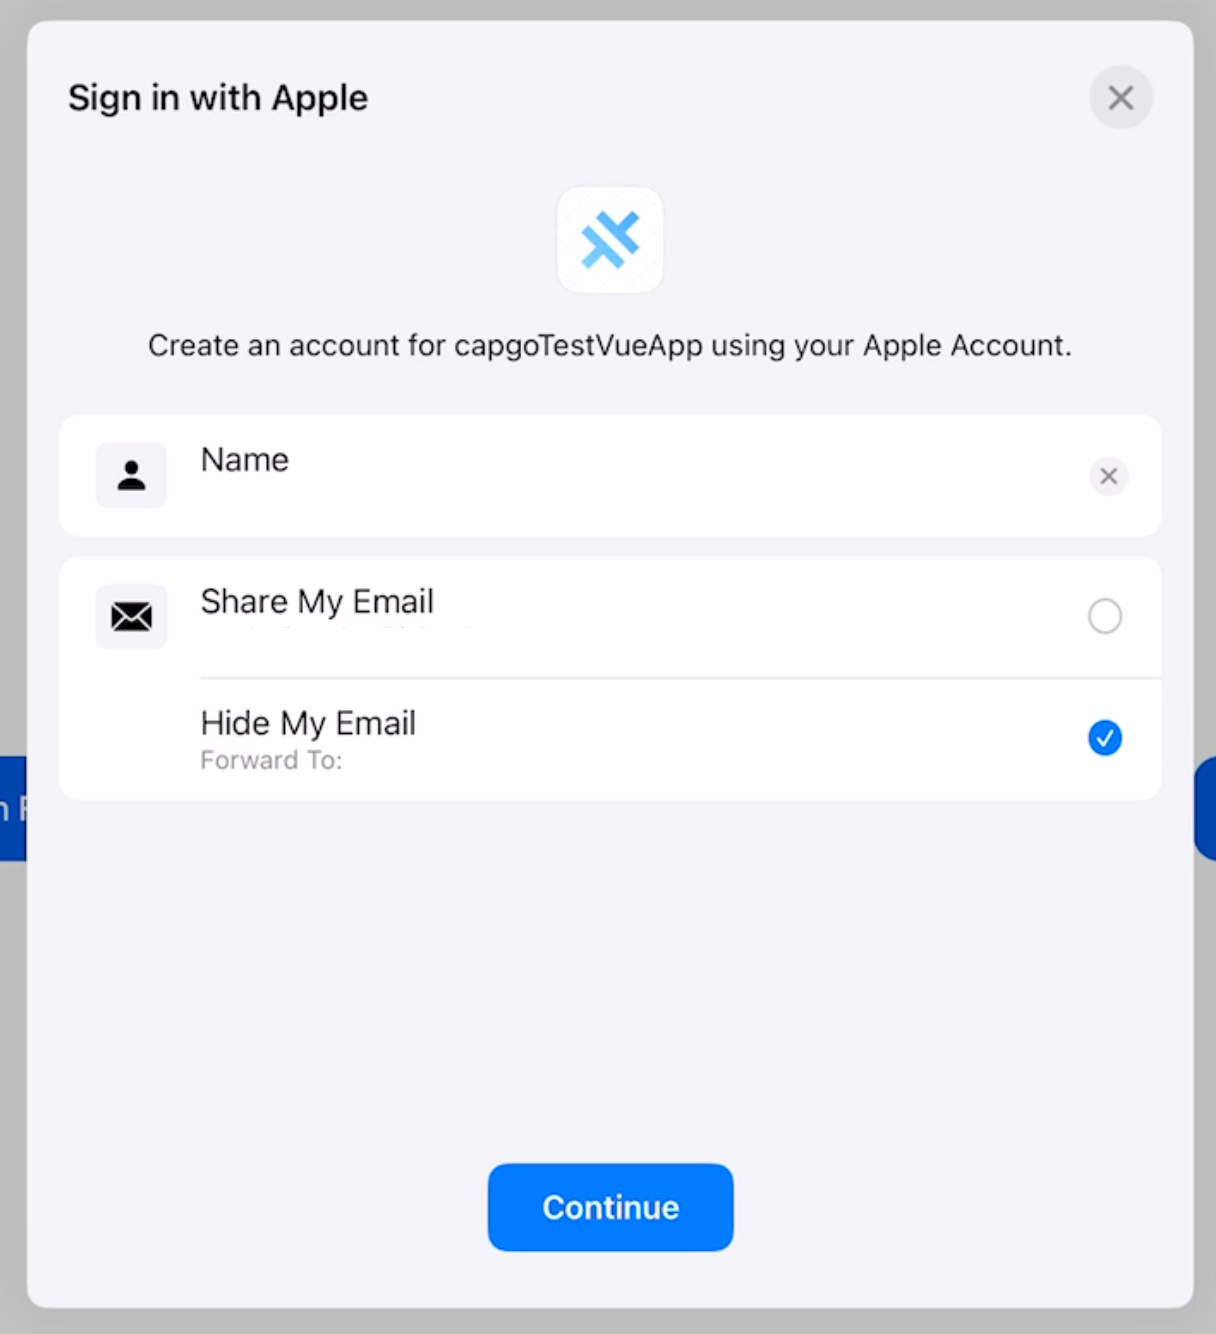 Sign in with Apple
Create an account for capgoTestVueApp using your Apple Account.
Name
Share My Email
Hide My Email
Forward To:
Continue